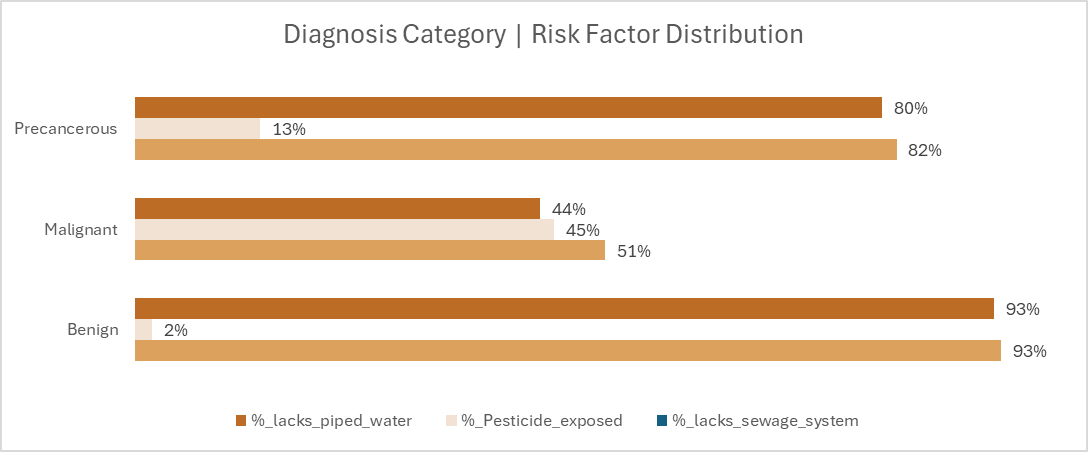 Diagnosis Category | Risk Factor Distribution
80%
Precancerous 13%
82%
44%
Malignant 45%
51%
93%
Benign 2%
93%
%_lacks_piped_water %_Pesticide_exposed %_lacks_sewage_system